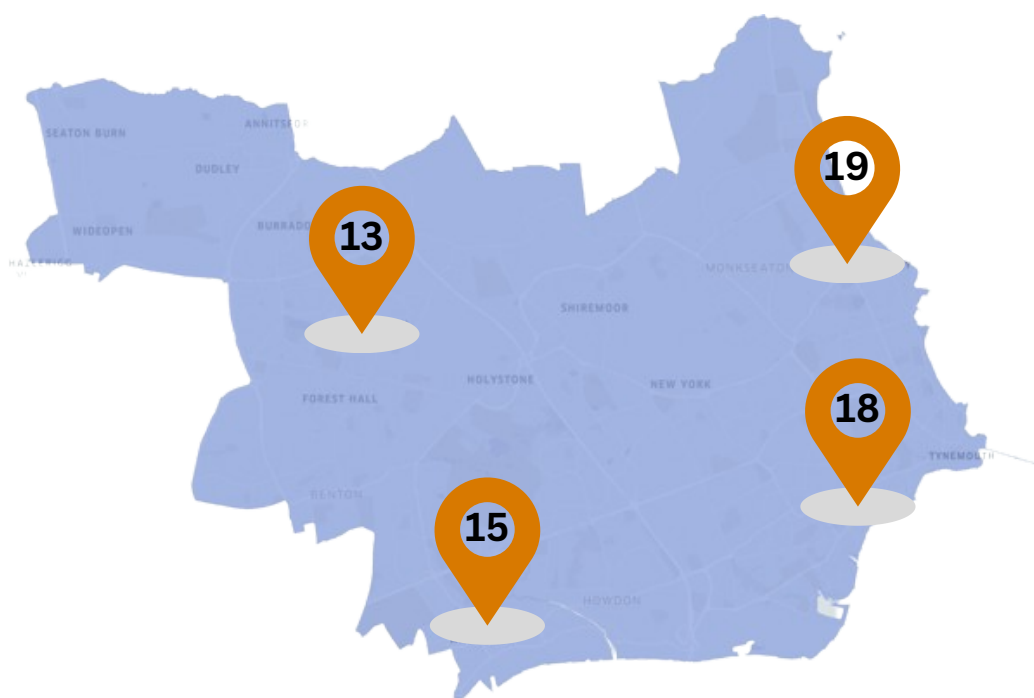 SEATON BURN
ANNITSFOR
DUDLEY
19
WIDEOPEN
BURRADO
13
MONKSEATON
SHIREMOOR
HOLYSTONE
NEW YORK
FOREST HALL
18
TYNEMOUTH
BENTON
15
HOWDON